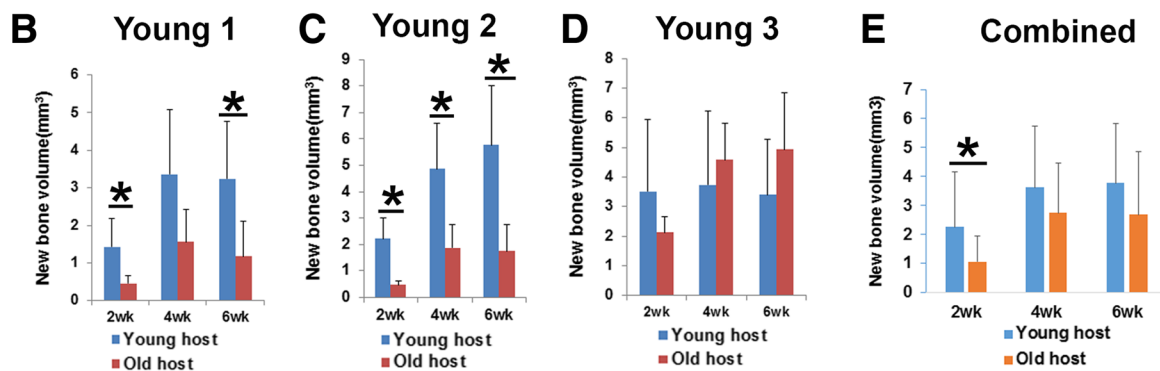 B Young 1
New bone volume(mm³)
6
5
4
3
2
1
0
*
*
2wk 4wk 6wk
Young host
Old host
C Young 2
New bone volume(mm³)
9
8
7
6
5
4
3
2
1
0
*
*
*
2wk 4wk 6wk
Young host
Old host
D Young 3
New bone volume(mm³)
8
7
6
5
4
3
2
1
0
2wk 4wk 6wk
Young host
Old host
E Combined
New bone volume(mm3)
7
6
5
4
3
2
1
0
*
2wk 4wk 6wk
Young host
Old host